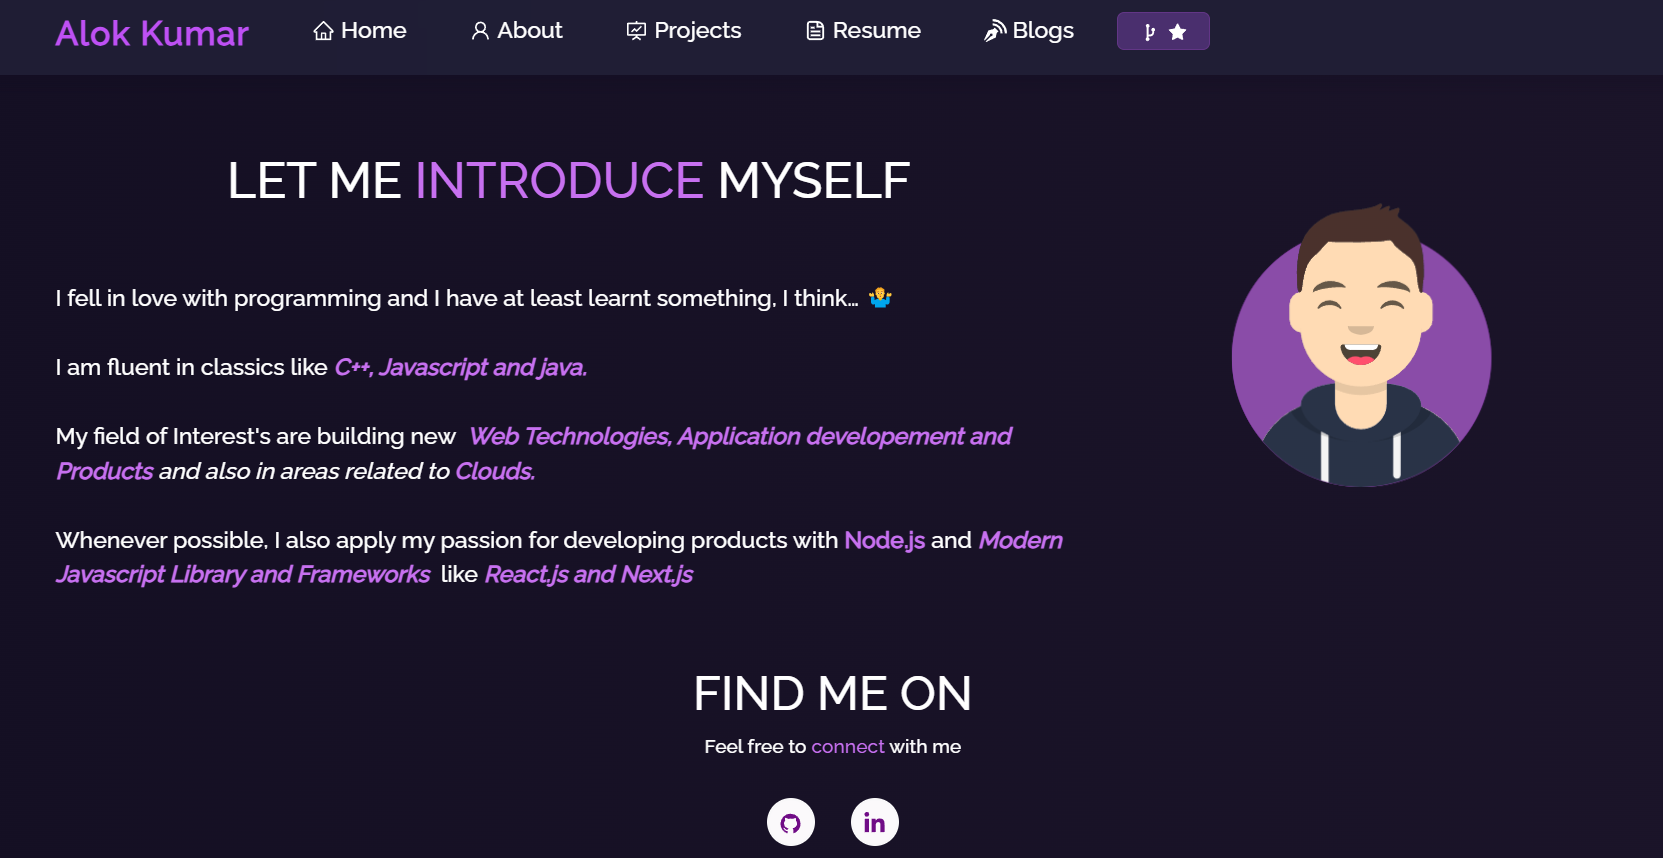 Alok Kumar Home About Projects Resume Blogs
LET ME INTRODUCE MYSELF
I fell in love with programming and I have at least learnt something, I think... 🤷‍♂️
I am fluent in classics like C++, Javascript and java.
My field of Interest's are building new Web Technologies, Application developement and
Products and also in areas related to Clouds.
Whenever possible, I also apply my passion for developing products with Node.js and Modern
Javascript Library and Frameworks like React.js and Next.js
FIND ME ON
Feel free to connect with me
in